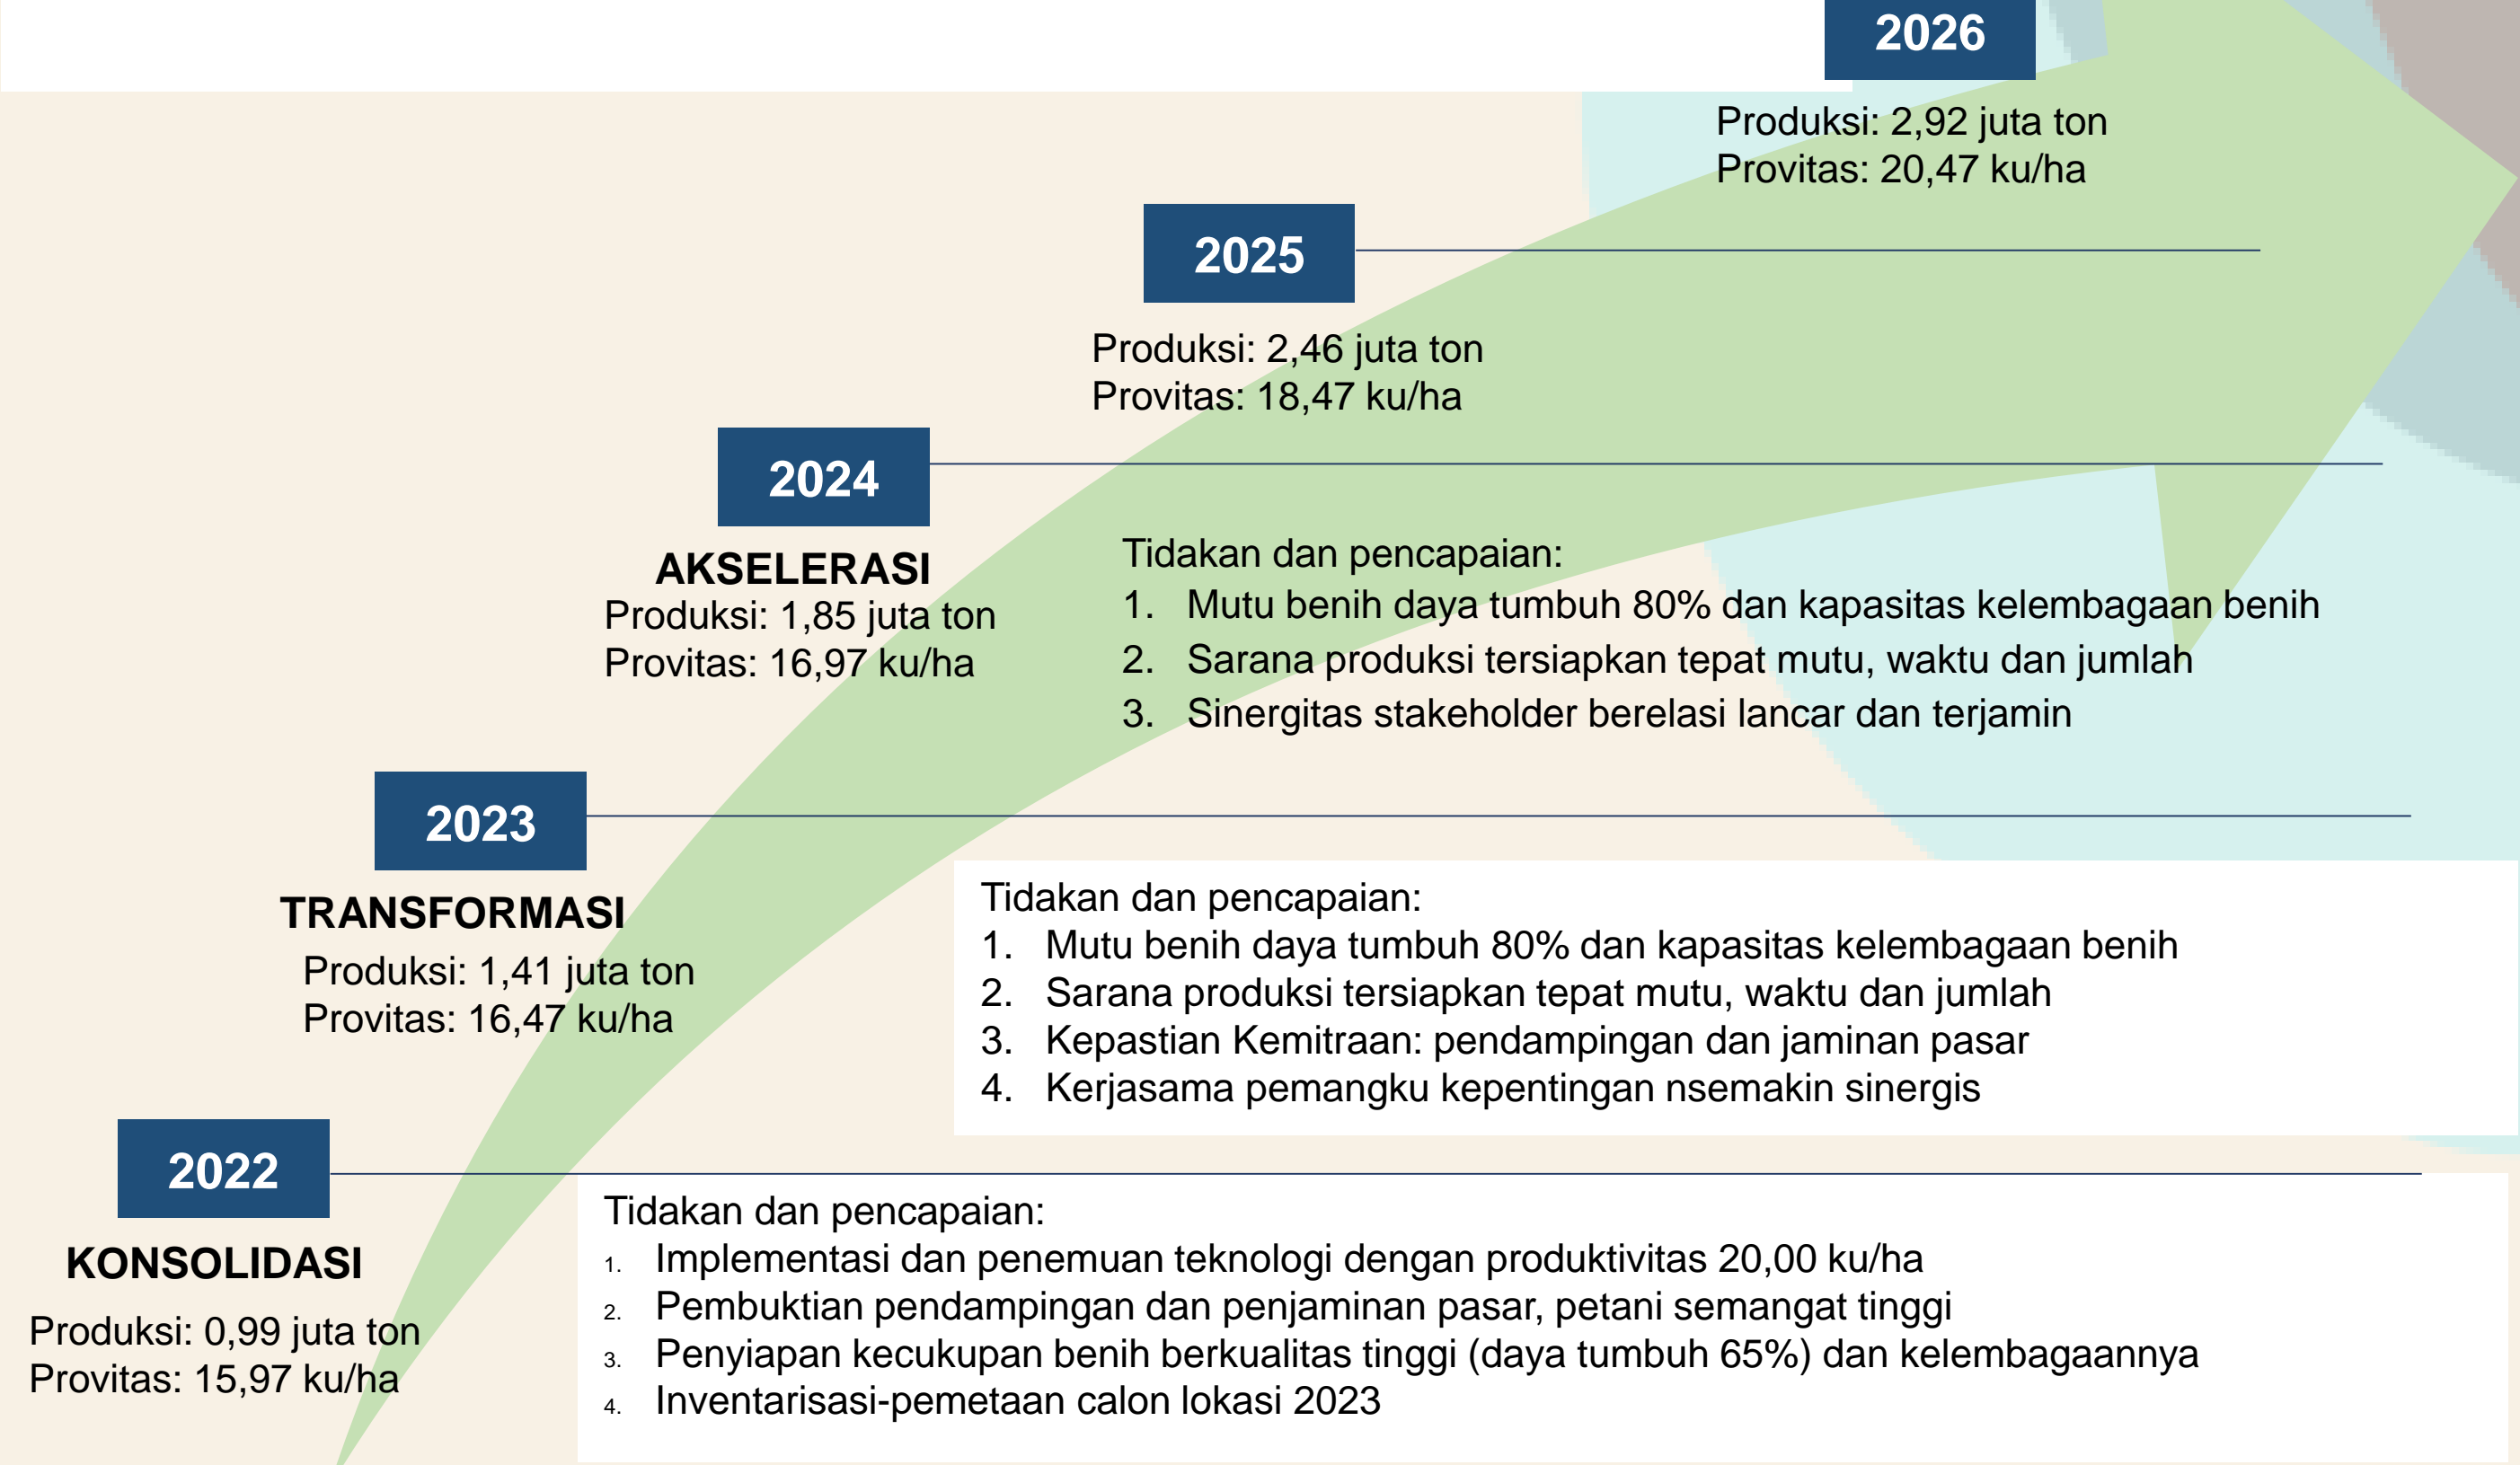 2026
Produksi: 2,92 juta ton
Provitas: 20,47 ku/ha
2025
Produksi: 2,46 juta ton
Provitas: 18,47 ku/ha
2024
AKSELERASI
Produksi: 1,85 juta ton
Provitas: 16,97 ku/ha
Tidakan dan pencapaian:
1. Mutu benih daya tumbuh 80% dan kapasitas kelembagaan benih
2. Sarana produksi tersiapkan tepat mutu, waktu dan jumlah
3. Sinergitas stakeholder berelasi lancar dan terjamin
2023
TRANSFORMASI
Produksi: 1,41 juta ton
Provitas: 16,47 ku/ha
Tidakan dan pencapaian:
1. Mutu benih daya tumbuh 80% dan kapasitas kelembagaan benih
2. Sarana produksi tersiapkan tepat mutu, waktu dan jumlah
3. Kepastian Kemitraan: pendampingan dan jaminan pasar
4. Kerjasama pemangku kepentingan nsemakin sinergis
2022
KONSOLIDASI
Produksi: 0,99 juta ton
Provitas: 15,97 ku/ha
Tidakan dan pencapaian:
1. Implementasi dan penemuan teknologi dengan produktivitas 20,00 ku/ha
2. Pembuktian pendampingan dan penjaminan pasar, petani semangat tinggi
3. Penyiapan kecukupan benih berkualitas tinggi (daya tumbuh 65%) dan kelembagaannya
4. Inventarisasi-pemetaan calon lokasi 2023